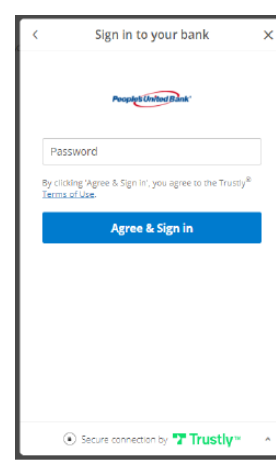 Sign in to your bank
People's United Bank
Password
By clicking 'Agree & Sign in', you agree to the Trustly®
Terms of Use.
Agree & Sign in
Secure connection by Trustly™